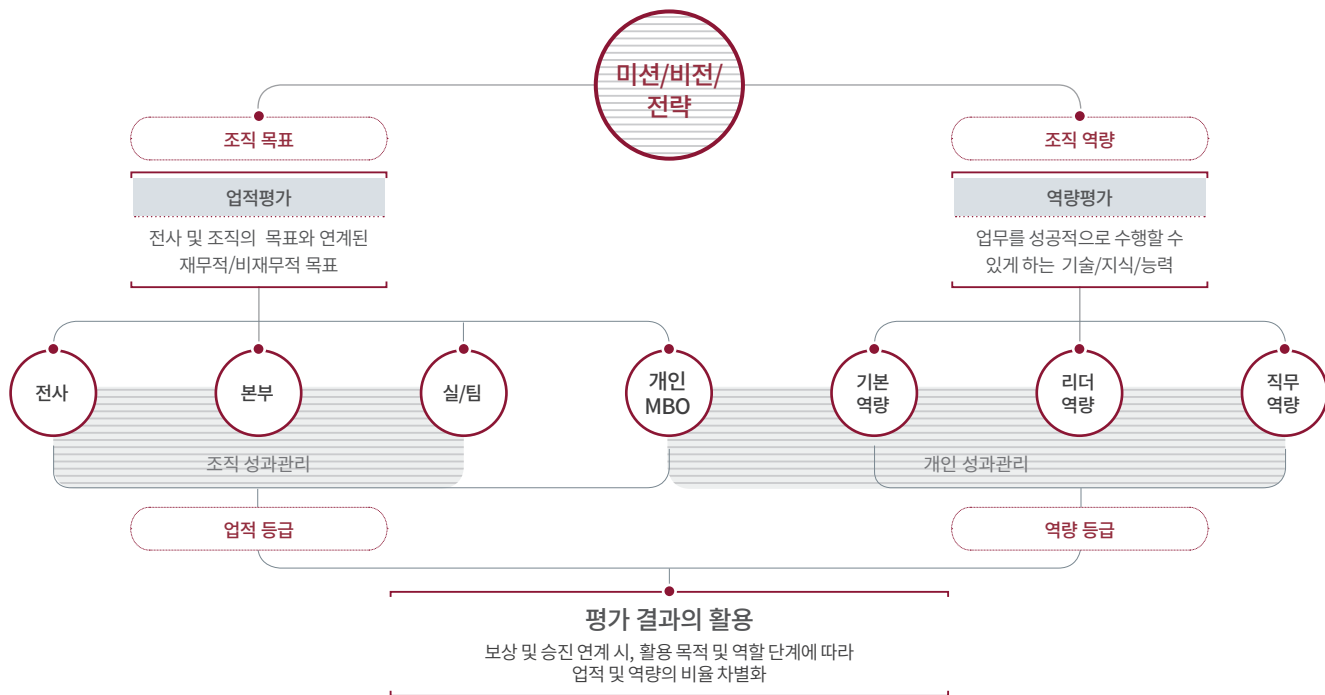 미션/비전/
전략
조직 목표
조직 역량
업적평가
역량평가
전사 및 조직의 목표와 연계된
재무적/비재무적 목표
업무를 성공적으로 수행할 수
있게 하는 기술/지식/능력
전사
본부
실/팀
개인
MBO
기본
역량
리더
역량
직무
역량
조직 성과관리
개인 성과관리
업적 등급
역량 등급
평가 결과의 활용
보상 및 승진 연계 시, 활용 목적 및 역할 단계에 따라
업적 및 역량의 비율 차별화